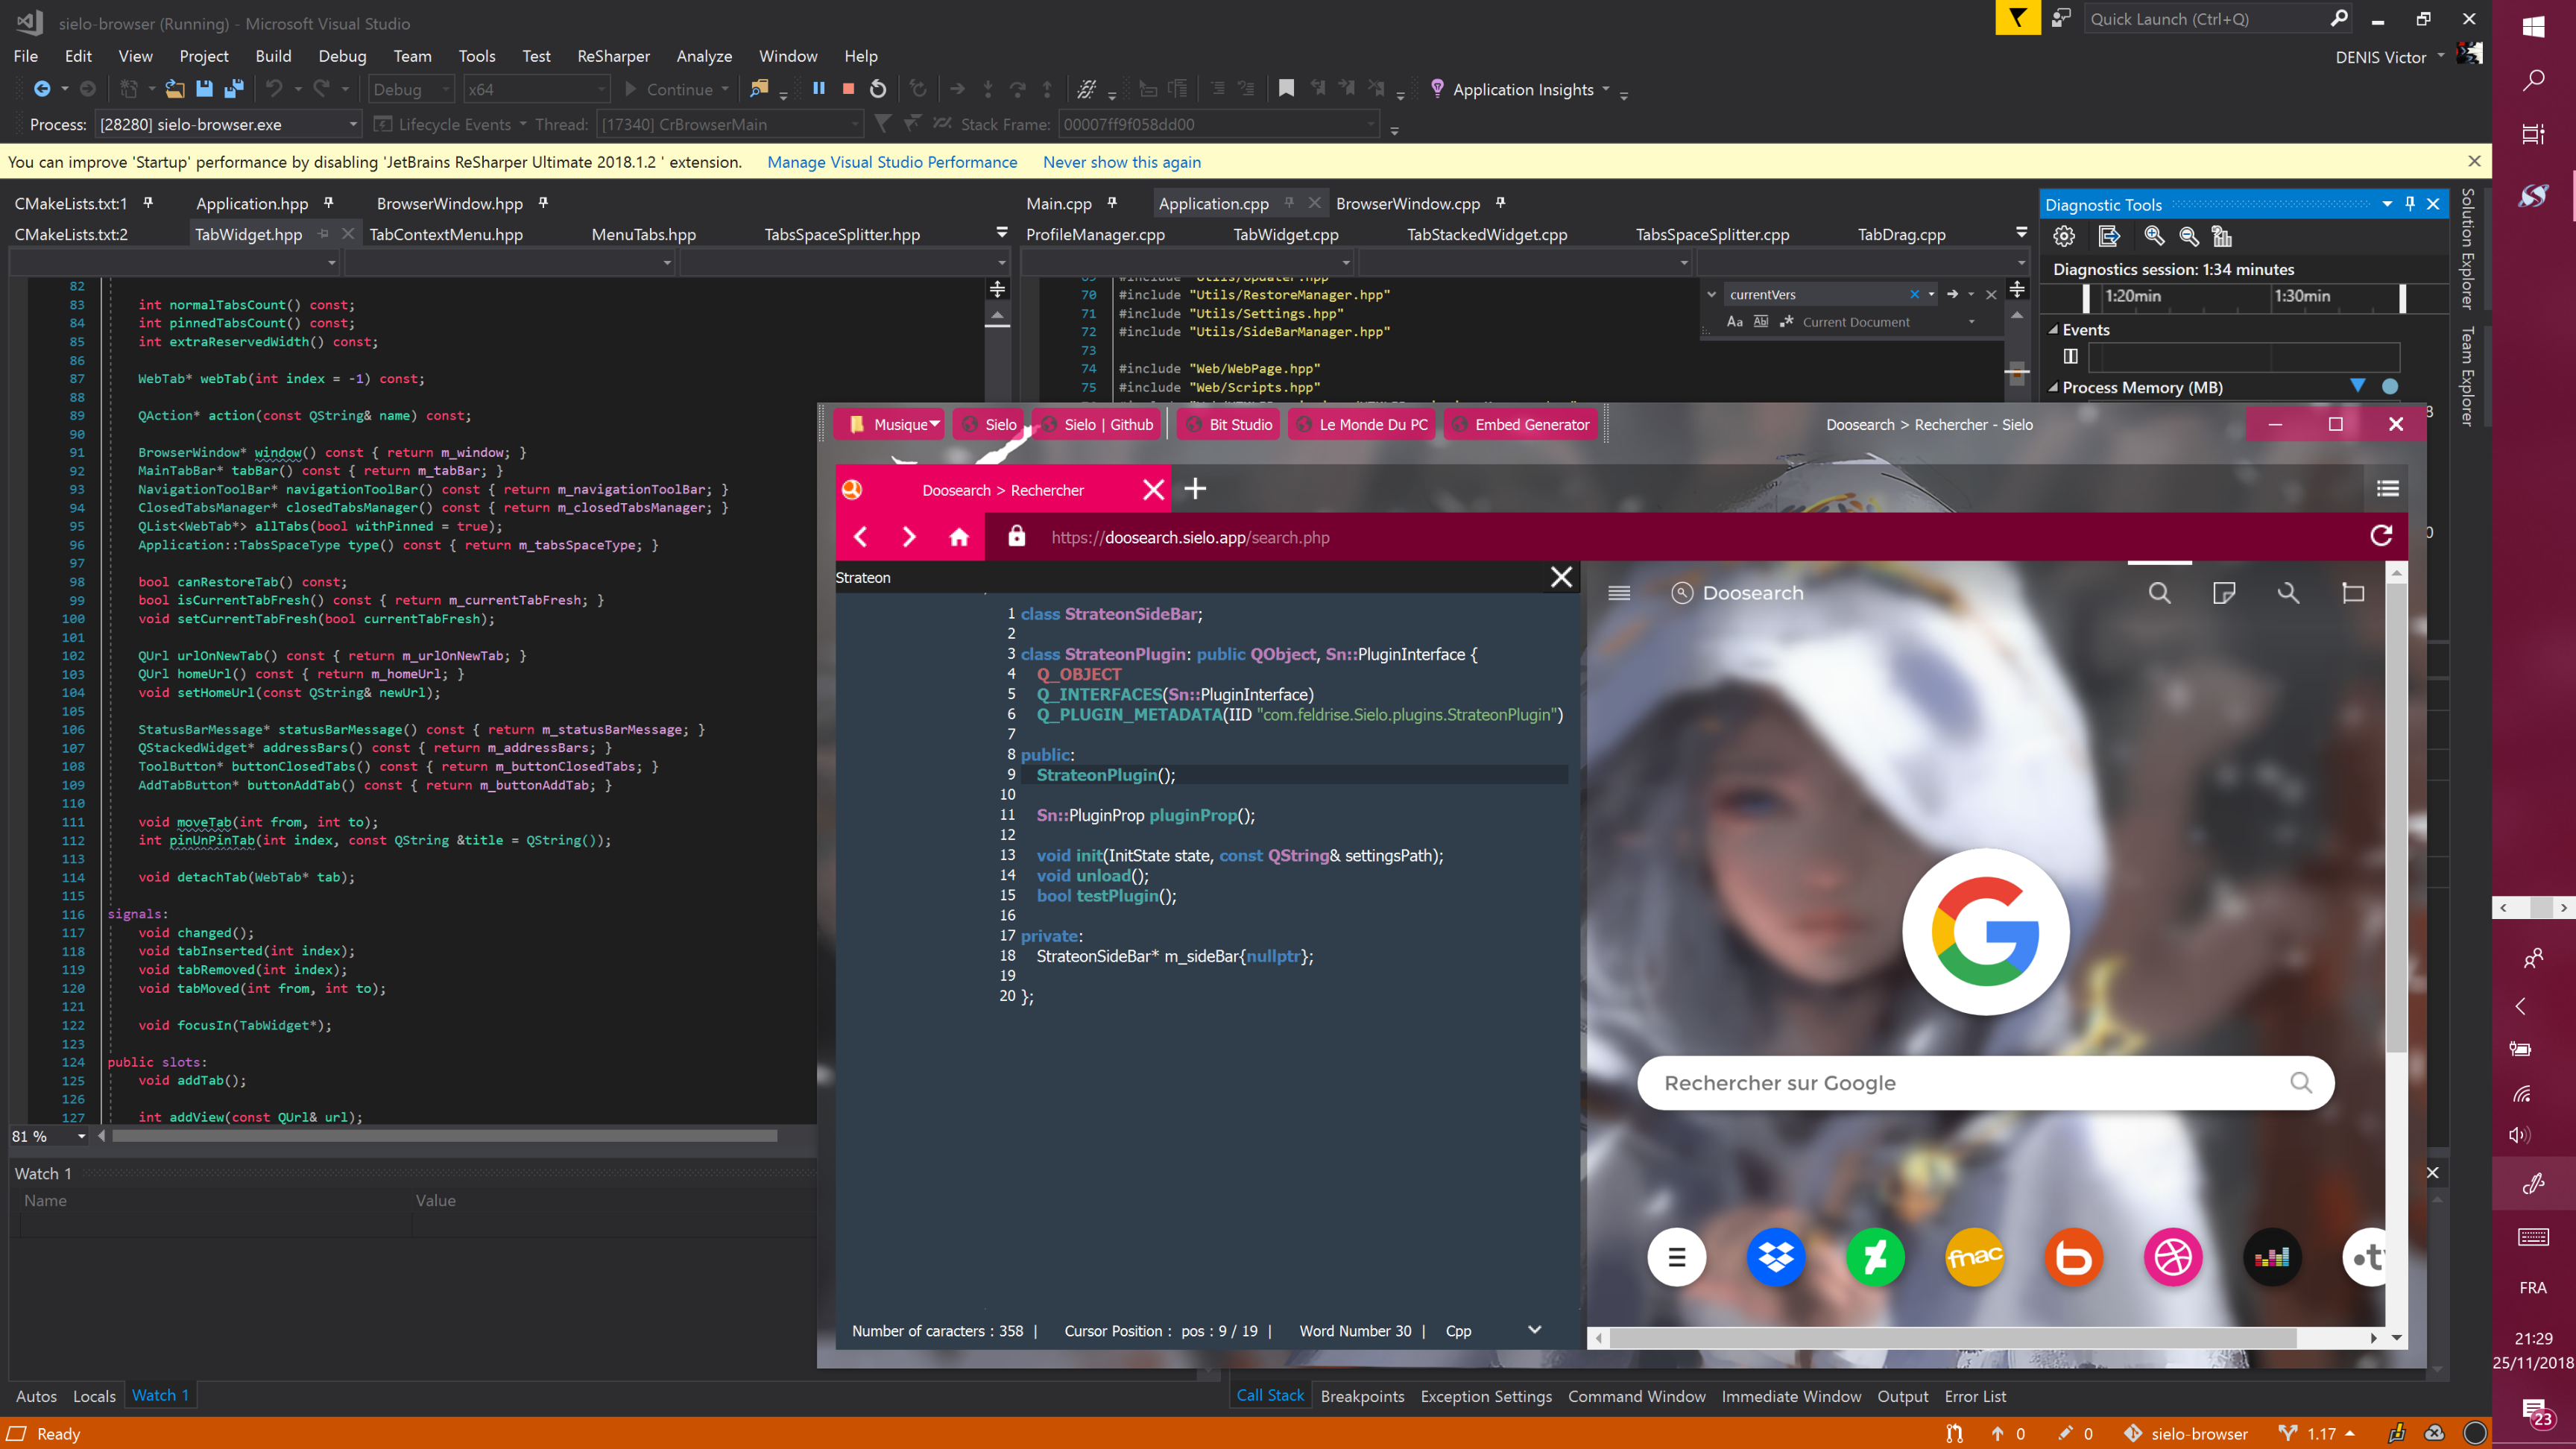 sielo-browser (Running) - Microsoft Visual Studio
Quick Launch (Ctrl+Q)
File Edit View Project Build Debug Team Tools Test ReSharper Analyze Window Help
DENIS Victor
Debug x64 Continue Application Insights
Process: [28280] sielo-browser.exe Lifecycle Events Thread: [17340] CrBrowserMain Stack Frame: 00007ff9f058dd00
You can improve 'Startup' performance by disabling 'JetBrains ReSharper Ultimate 2018.1.2 ' extension. Manage Visual Studio Performance Never show this again
CMakeLists.txt:1 Application.hpp BrowserWindow.hpp
CMakeLists.txt:2 TabWidget.hpp TabContextMenu.hpp MenuTabs.hpp TabsSpaceSplitter.hpp
82
83 int normalTabsCount() const;
84 int pinnedTabsCount() const;
85 int extraReservedWidth() const;
86
87 WebTab* webTab(int index = -1) const;
88
89 QAction* action(const QString& name) const;
90
91 BrowserWindow* window() const { return m_window; }
92 MainTabBar* tabBar() const { return m_tabBar; }
93 NavigationToolBar* navigationToolBar() const { return m_navigationToolBar; }
94 ClosedTabsManager* closedTabsManager() const { return m_closedTabsManager; }
95 QList<WebTab*> allTabs(bool withPinned = true);
96 Application::TabsSpaceType type() const { return m_tabsSpaceType; }
97
98 bool canRestoreTab() const;
99 bool isCurrentTabFresh() const { return m_currentTabFresh; }
100 void setCurrentTabFresh(bool currentTabFresh);
101
102 QUrl urlOnNewTab() const { return m_urlOnNewTab; }
103 QUrl homeUrl() const { return m_homeUrl; }
104 void setHomeUrl(const QString& newUrl);
105
106 StatusBarMessage* statusBarMessage() const { return m_statusBarMessage; }
107 QStackedWidget* addressBars() const { return m_addressBars; }
108 ToolButton* buttonClosedTabs() const { return m_buttonClosedTabs; }
109 AddTabButton* buttonAddTab() const { return m_buttonAddTab; }
110
111 void moveTab(int from, int to);
112 int pinUnPinTab(int index, const QString &title = QString());
113
114 void detachTab(WebTab* tab);
115
116 signals:
117 void changed();
118 void tabInserted(int index);
119 void tabRemoved(int index);
120 void tabMoved(int from, int to);
121
122 void focusIn(TabWidget*);
123
124 public slots:
125 void addTab();
126
127 int addView(const QUrl& url);
81 %
Watch 1
Name Value
Autos Locals Watch 1
Main.cpp Application.cpp BrowserWindow.cpp
ProfileManager.cpp TabWidget.cpp TabStackedWidget.cpp TabsSpaceSplitter.cpp TabDrag.cpp
#include "Utils/Updater.hpp"
70 #include "Utils/RestoreManager.hpp"
71 #include "Utils/Settings.hpp"
72 #include "Utils/SideBarManager.hpp"
73
74 #include "Web/WebPage.hpp"
75 #include "Web/Scripts.hpp"
currentVers
Aa Current Document
Diagnostic Tools
Diagnostics session: 1:34 minutes
1:20min 1:30min
Events
Process Memory (MB)
Solution Explorer
Team Explorer
Musique Sielo Sielo | Github Bit Studio Le Monde Du PC Embed Generator
Doosearch > Rechercher - Sielo
Doosearch > Rechercher
https://doosearch.sielo.app/search.php
Strateon
1 class StrateonSideBar;
2
3 class StrateonPlugin: public QObject, Sn::PluginInterface {
4 Q_OBJECT
5 Q_INTERFACES(Sn::PluginInterface)
6 Q_PLUGIN_METADATA(IID "com.feldrise.Sielo.plugins.StrateonPlugin")
7
8 public:
9 StrateonPlugin();
10
11 Sn::PluginProp pluginProp();
12
13 void init(InitState state, const QString& settingsPath);
14 void unload();
15 bool testPlugin();
16
17 private:
18 StrateonSideBar* m_sideBar{nullptr};
19
20 };
Number of caracters : 358 | Cursor Position : pos : 9 / 19 | Word Number 30 | Cpp
Doosearch
Rechercher sur Google
fnac
Call Stack Breakpoints Exception Settings Command Window Immediate Window Output Error List
Ready
0 0 sielo-browser 1.17
FRA
21:29
25/11/2018
23